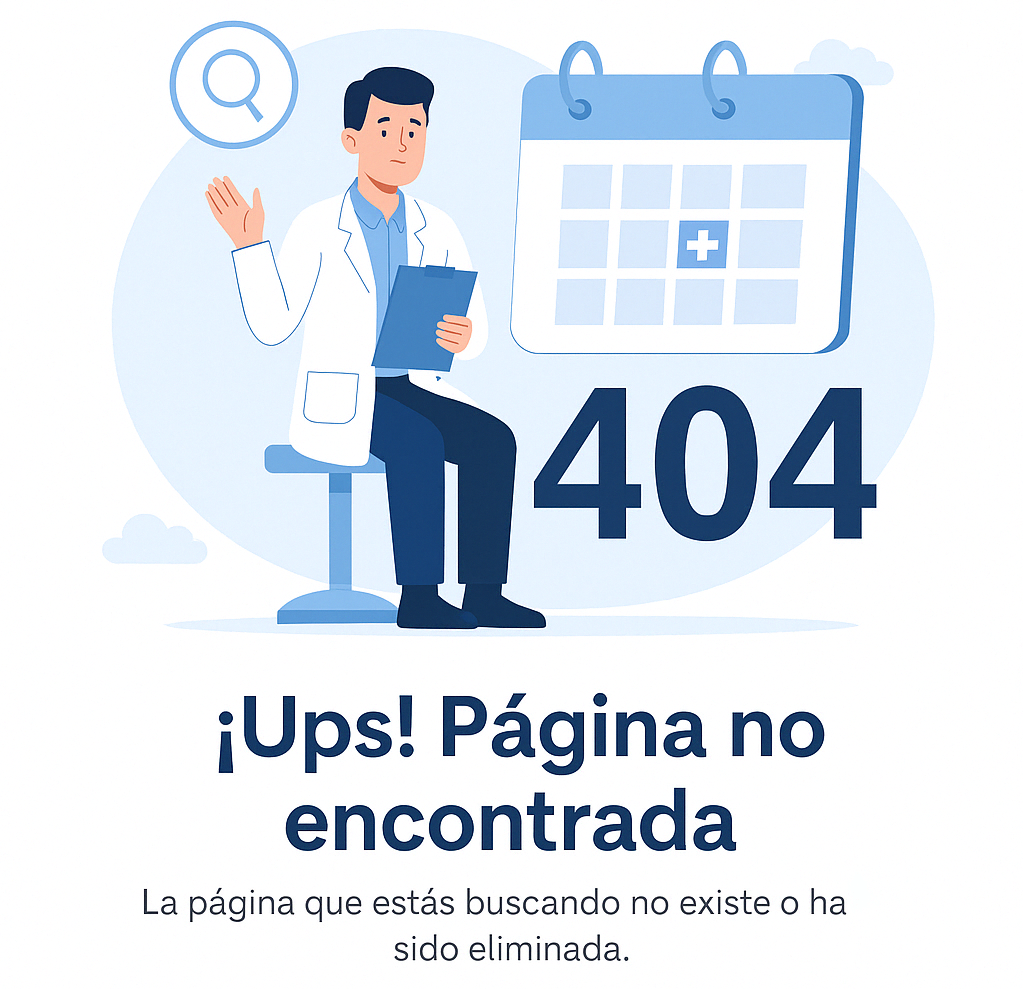 404
¡Ups! Página no
encontrada
La página que estás buscando no existe o ha
sido eliminada.